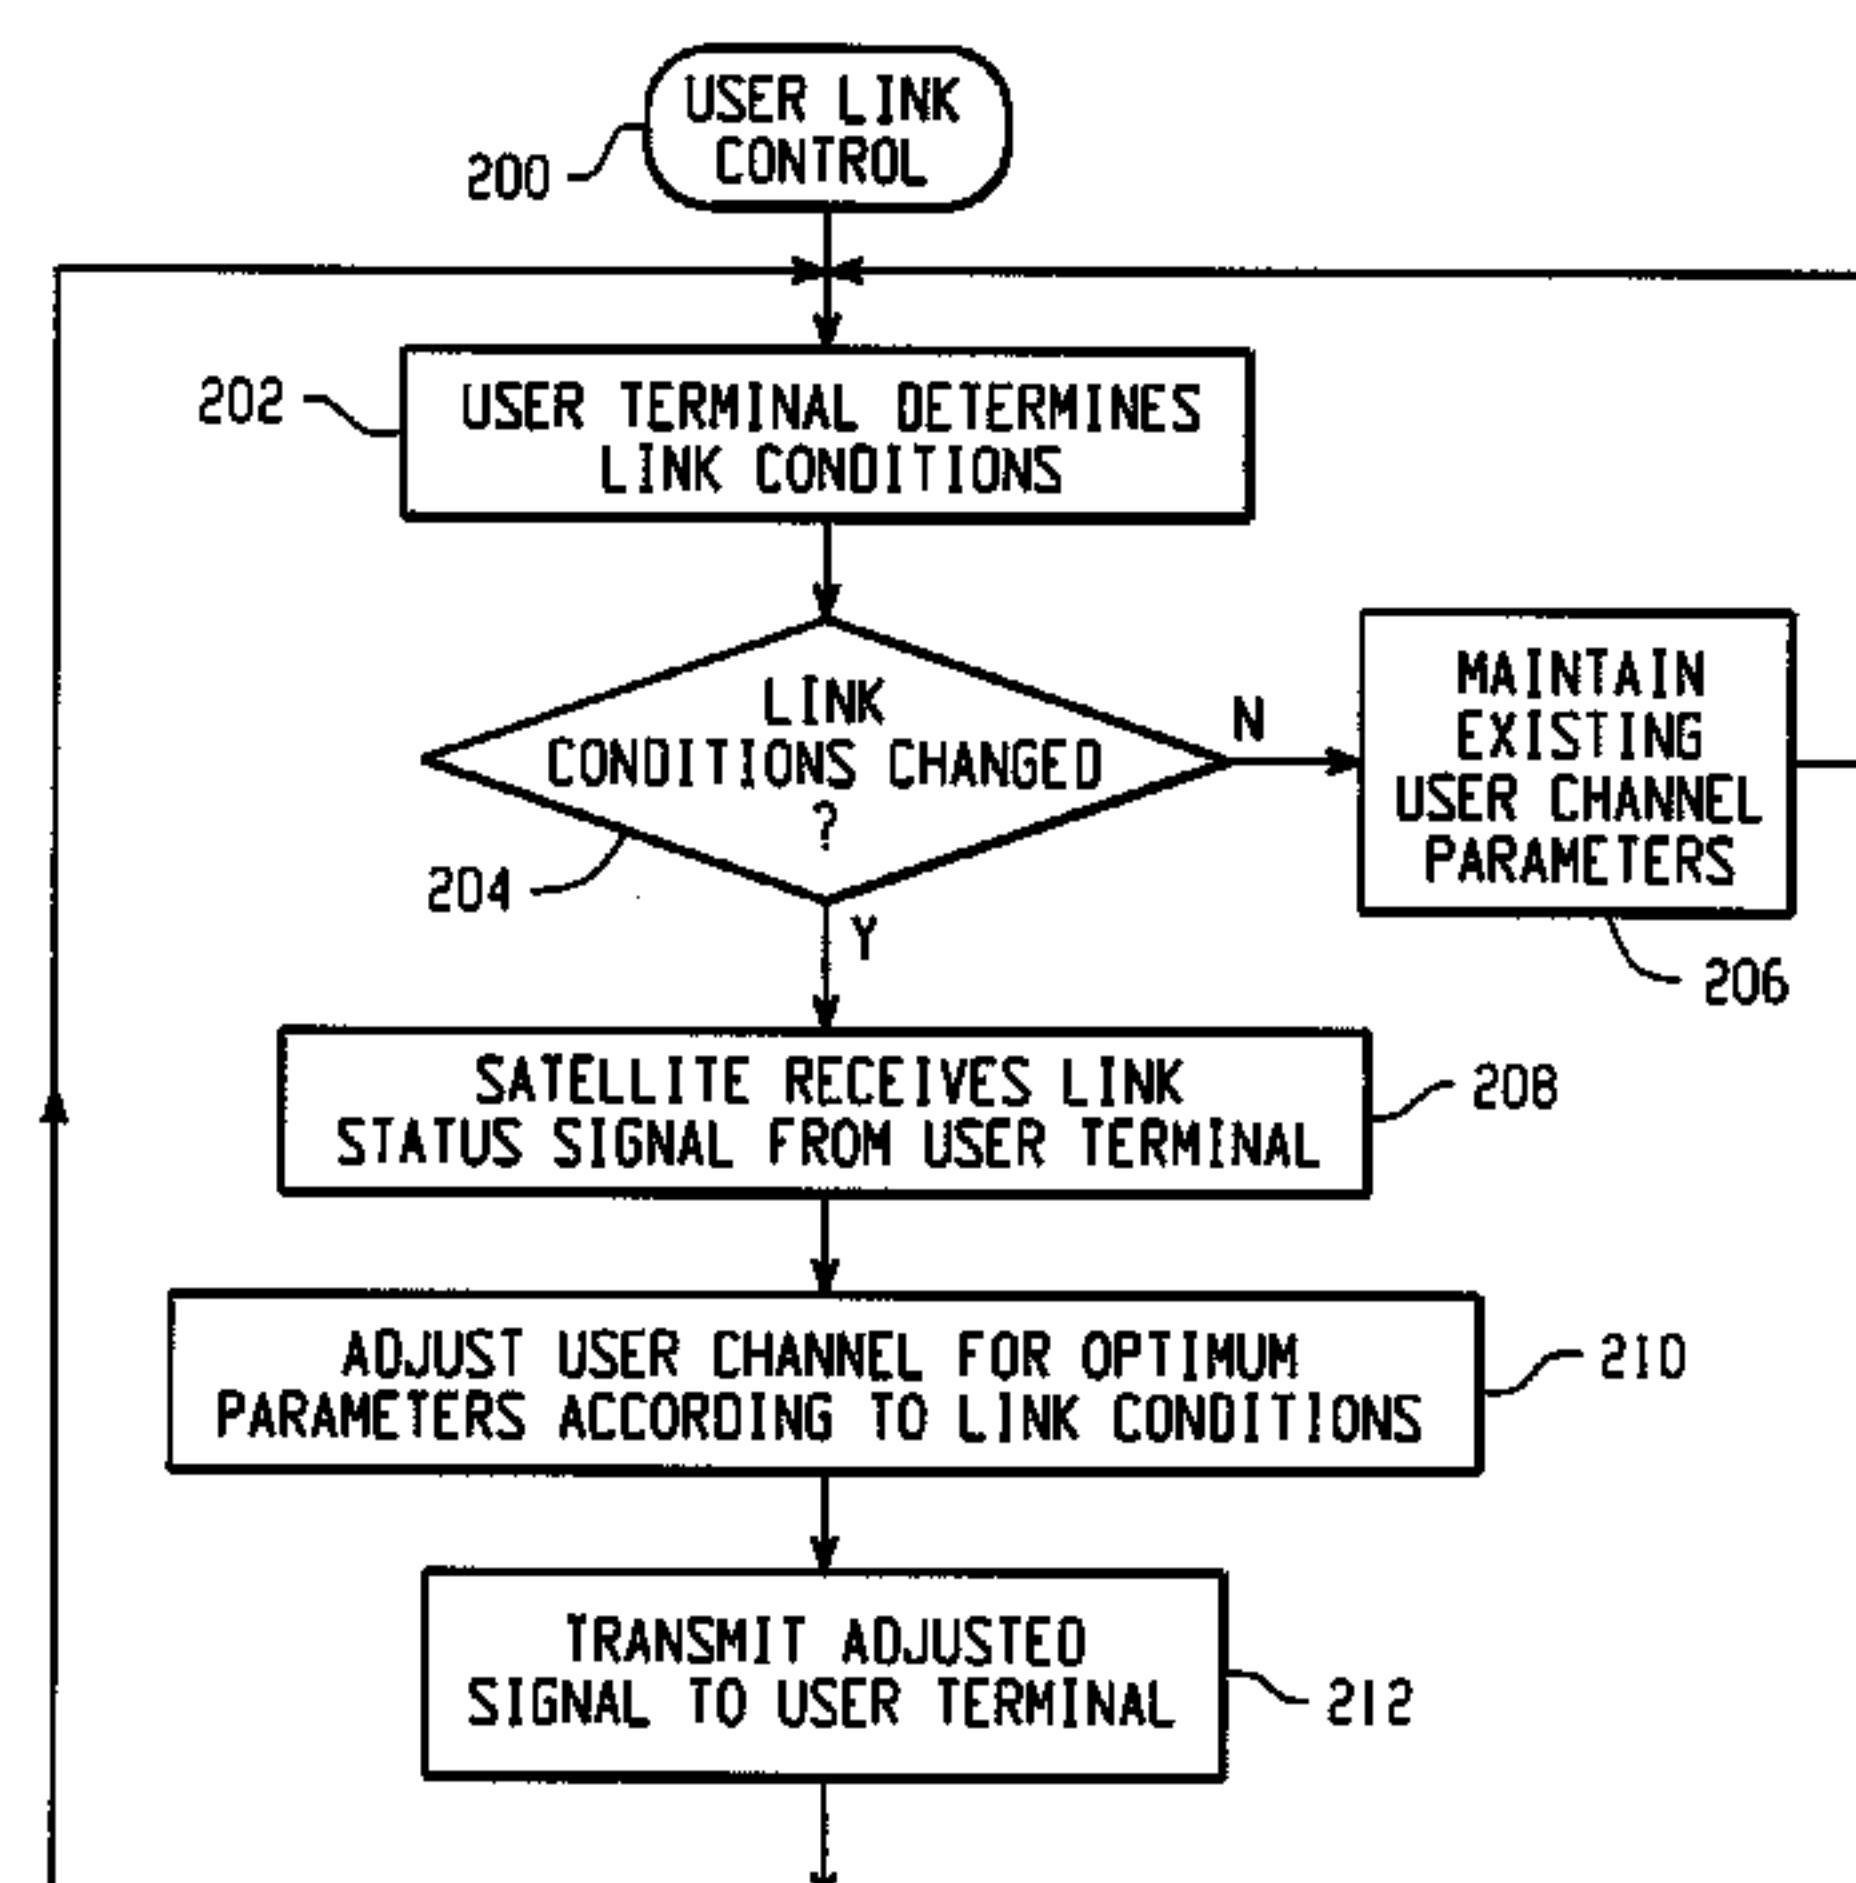 USER LINK
CONTROL
200
202
USER TERMINAL DETERMINES
LINK CONDITIONS
LINK
CONDITIONS CHANGED
?
204
N
MAINTAIN
EXISTING
USER CHANNEL
PARAMETERS
206
Y
SATELLITE RECEIVES LINK
STATUS SIGNAL FROM USER TERMINAL
208
ADJUST USER CHANNEL FOR OPTIMUM
PARAMETERS ACCORDING TO LINK CONDITIONS
210
TRANSMIT ADJUSTED
SIGNAL TO USER TERMINAL
212